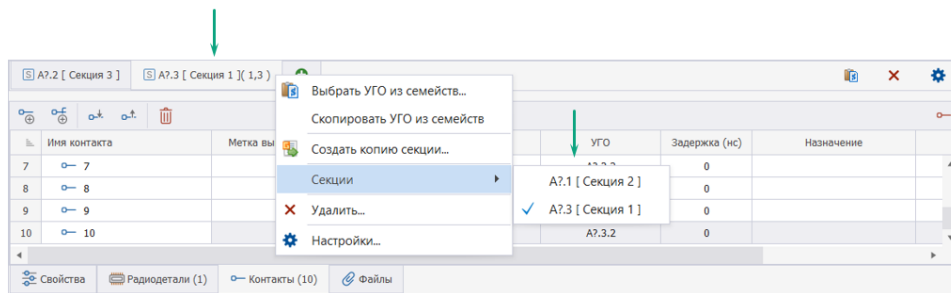 S A?.2 [ Секция 3 ]
S A?.3 [ Секция 1 ]( 1,3 )
Имя контакта Метка вы УГО Задержка (нс) Назначение
7 7 0
8 8 0
9 9 0
10 10 A?.3.2 0
Выбрать УГО из семейств...
Скопировать УГО из семейств
Создать копию секции...
Секции
Удалить...
Настройки...
A?.1 [ Секция 2 ]
A?.3 [ Секция 1 ]
Свойства Радиодетали (1) Контакты (10) Файлы